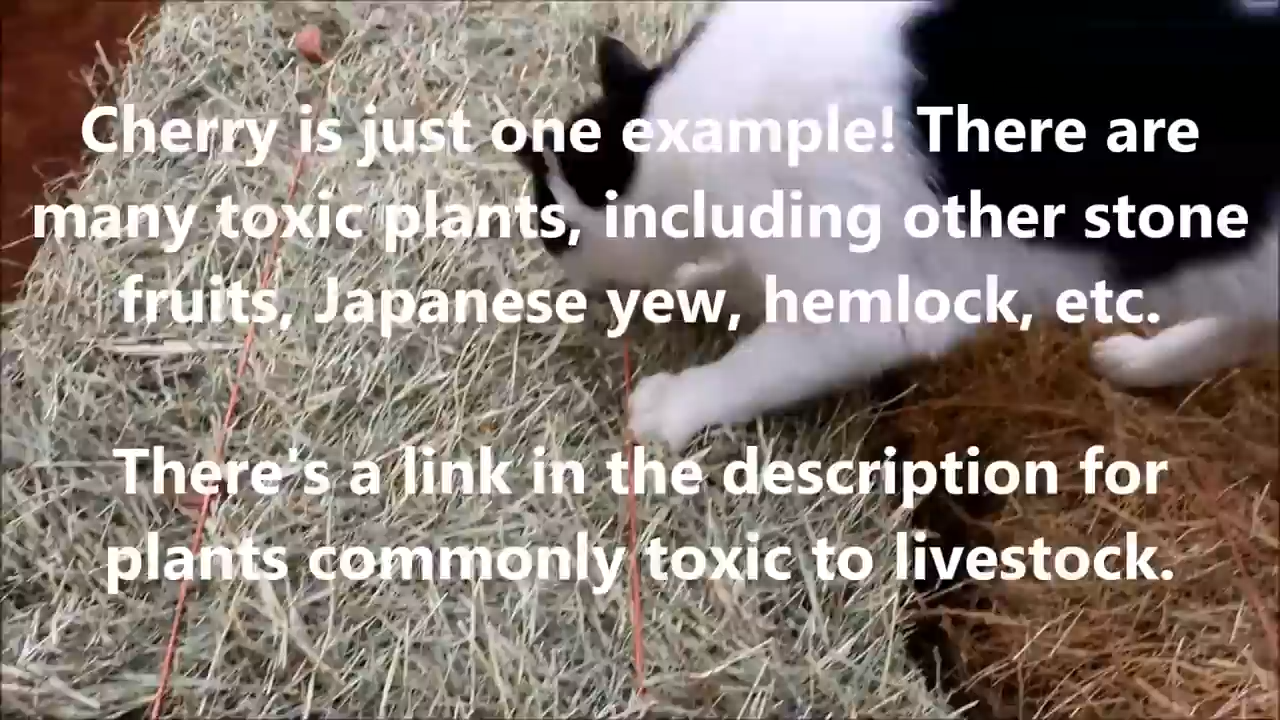 Cherry is just one example! There are
many toxic plants, including other stone
fruits, Japanese yew, hemlock, etc.
There's a link in the description for
plants commonly toxic to livestock.